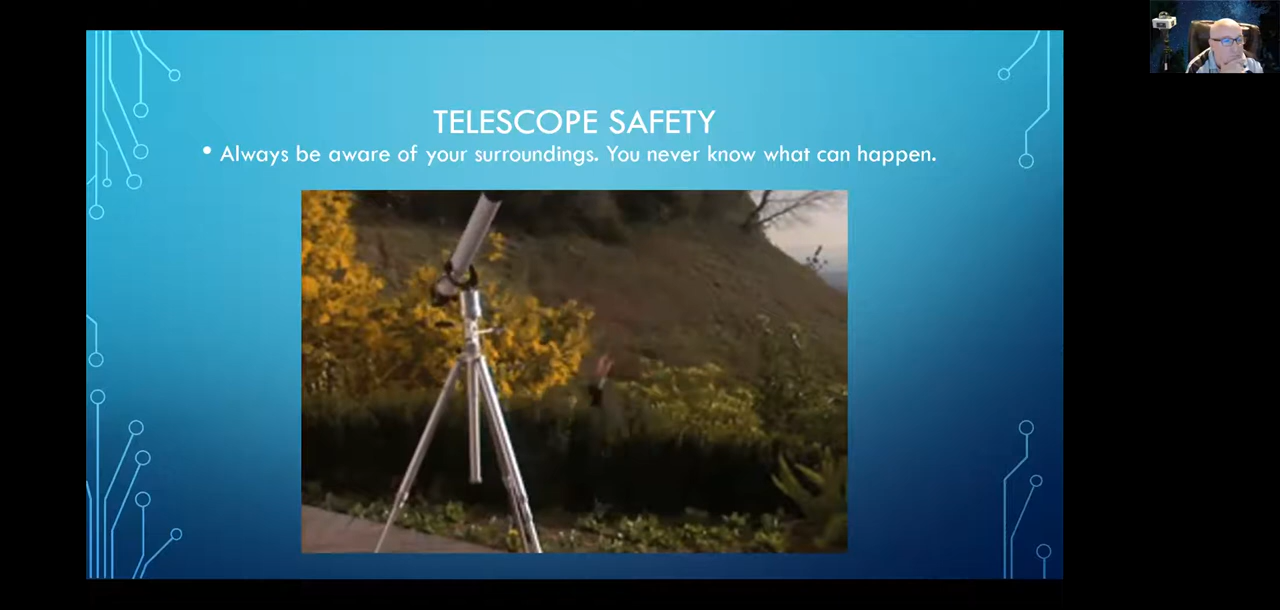 TELESCOPE SAFETY
• Always be aware of your surroundings. You never know what can happen.